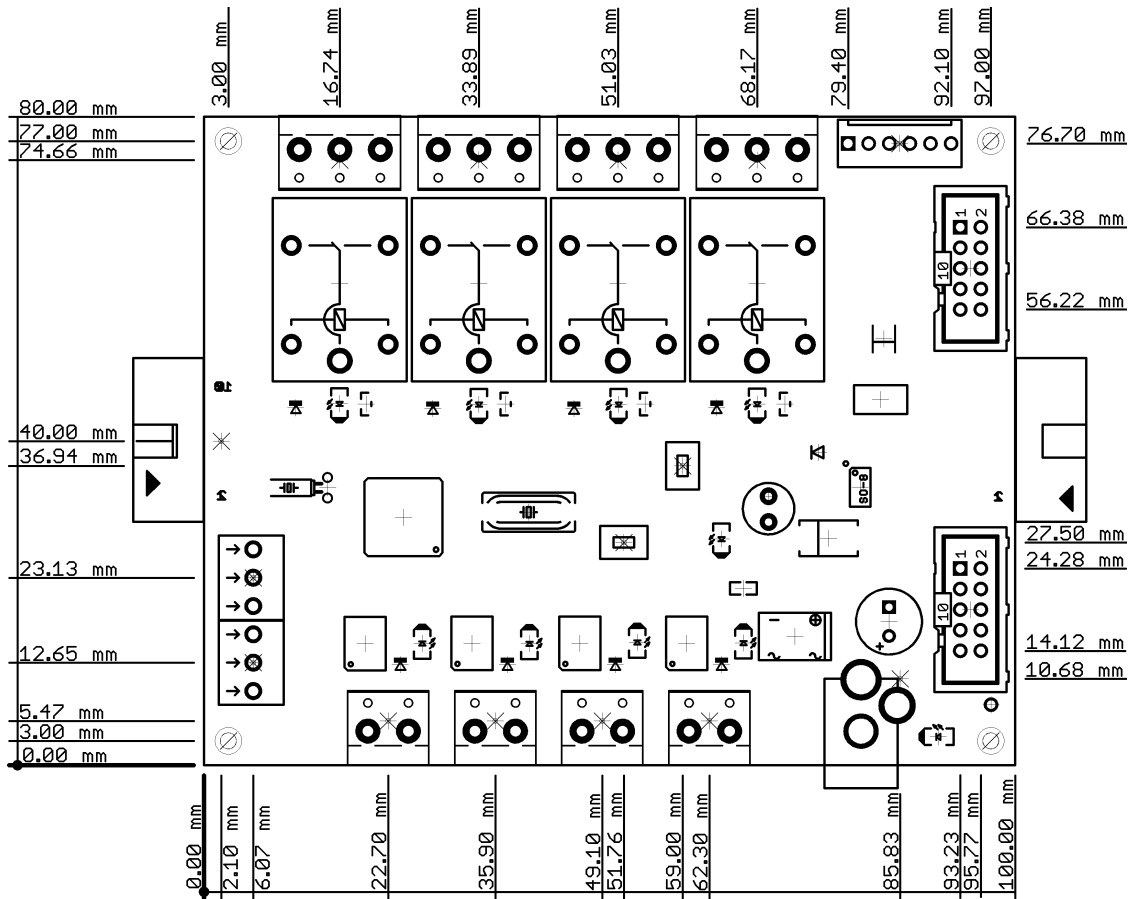 3.00 mm
16.74 mm
33.89 mm
51.03 mm
68.17 mm
79.40 mm
92.10 mm
97.00 mm
80.00 mm
77.00 mm
74.66 mm
76.70 mm
1 2
66.38 mm
10
56.22 mm
10
40.00 mm
36.94 mm
SO-8
2
2
27.50 mm
1 2
24.28 mm
23.13 mm
10
- +
14.12 mm
12.65 mm
+
10.68 mm
5.47 mm
3.00 mm
0.00 mm
0.00 mm
2.10 mm
6.07 mm
22.70 mm
35.90 mm
49.10 mm
51.76 mm
59.00 mm
62.30 mm
85.83 mm
93.23 mm
95.77 mm
100.00 mm